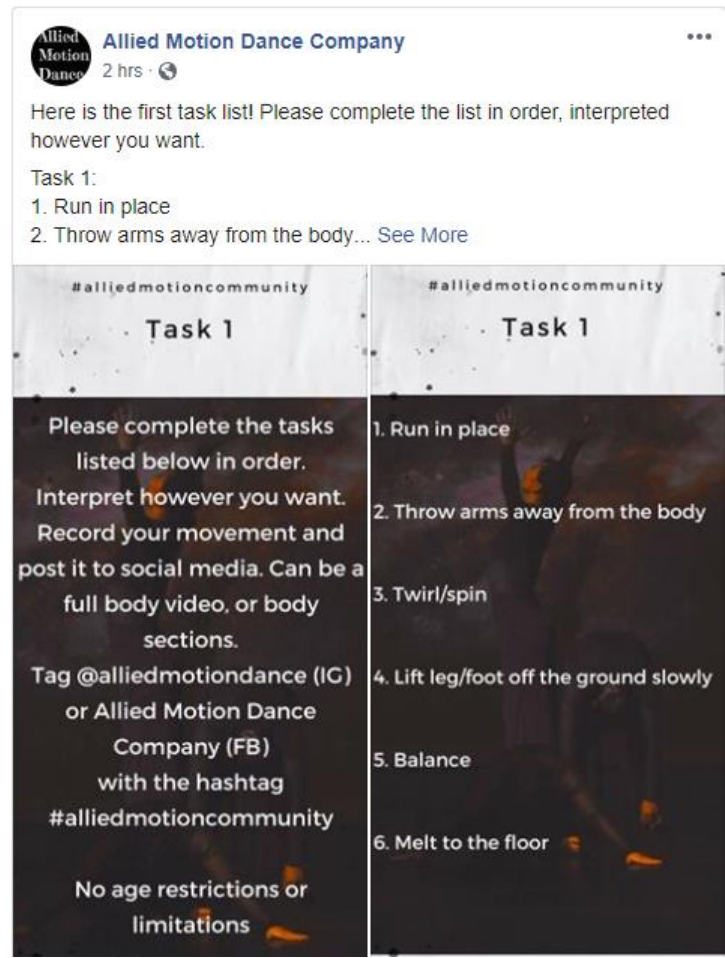 Allied
Motion
Dance
Allied Motion Dance Company
2 hrs ·
Here is the first task list! Please complete the list in order, interpreted
however you want.
Task 1:
1. Run in place
2. Throw arms away from the body... See More
#alliedmotioncommunity
Task 1
Please complete the tasks
listed below in order.
Interpret however you want.
Record your movement and
post it to social media. Can be a
full body video, or body
sections.
Tag @alliedmotiondance (IG)
or Allied Motion Dance
Company (FB)
with the hashtag
#alliedmotioncommunity
No age restrictions or
limitations
#alliedmotioncommunity
Task 1
1. Run in place
2. Throw arms away from the body
3. Twirl/spin
4. Lift leg/foot off the ground slowly
5. Balance
6. Melt to the floor